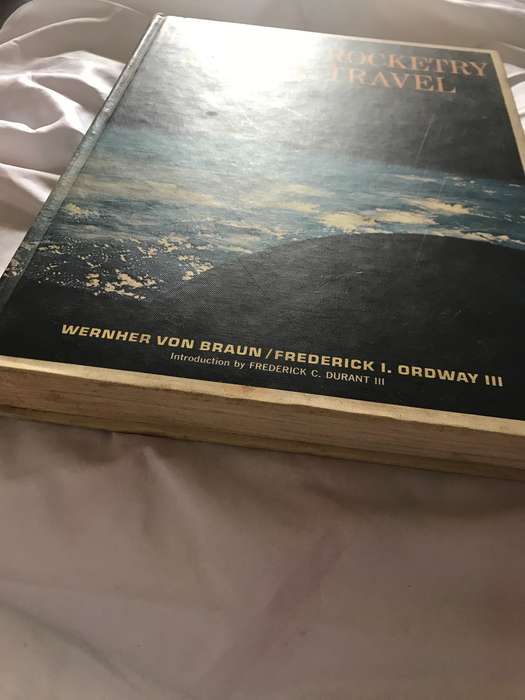 ROCKETRY
TRAVEL
WERNHER VON BRAUN / FREDERICK I. ORDWAY III
Introduction by FREDERICK C. DURANT III